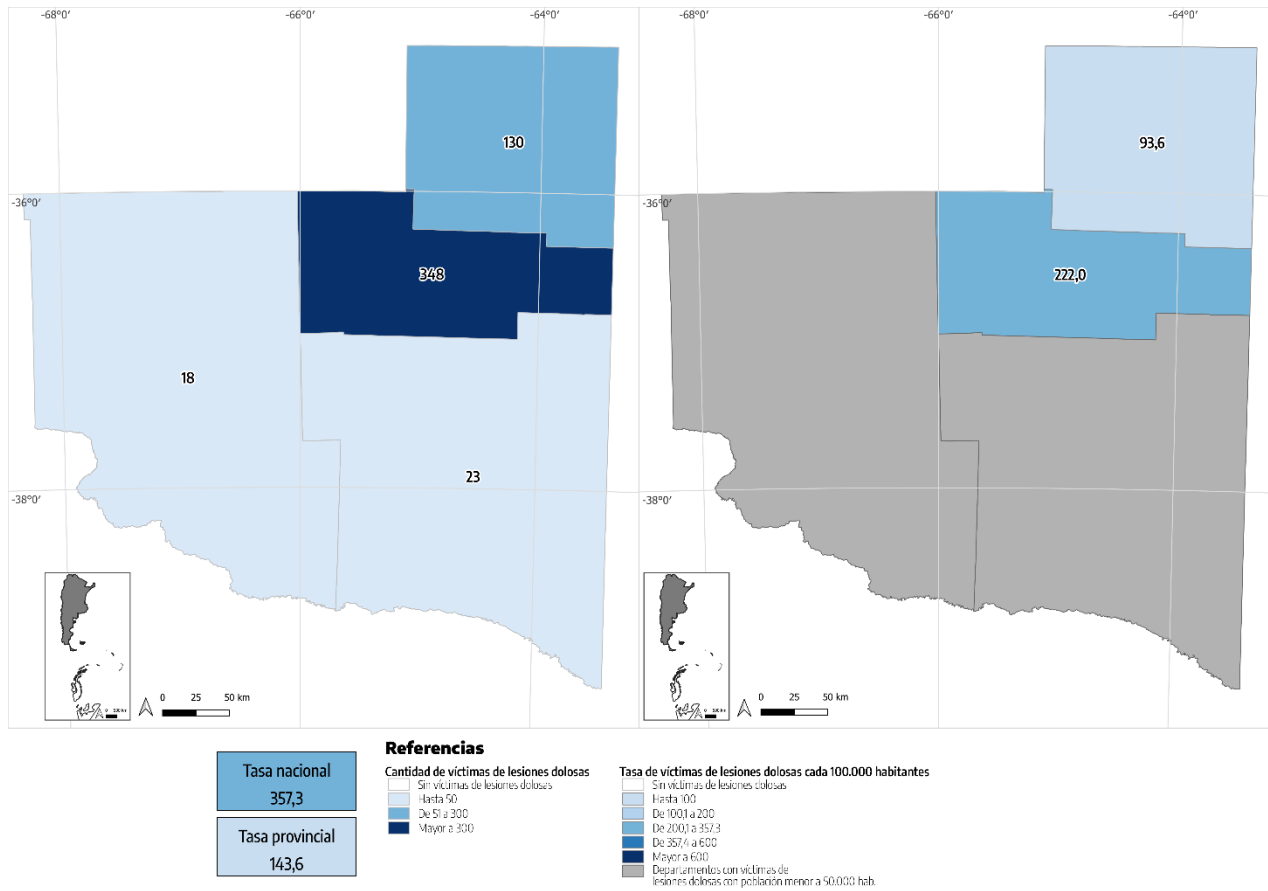 -68°0'
-66°0'
-64°0'
-68°0'
-66°0'
-64°0'
130
93,6
-36°0'
-36°0'
348
222,0
18
23
-38°0'
-38°0'
0 25 50 km
0 25 50 km
Referencias
Tasa nacional
357,3
Tasa provincial
143,6
Cantidad de víctimas de lesiones dolosas
Sin víctimas de lesiones dolosas
Hasta 50
De 51 a 300
Mayor a 300
Tasa de víctimas de lesiones dolosas cada 100.000 habitantes
Sin víctimas de lesiones dolosas
Hasta 100
De 100,1 a 200
De 200,1 a 357,3
De 357,4 a 600
Mayor a 600
Departamentos con víctimas de
lesiones dolosas con población menor a 50.000 hab.